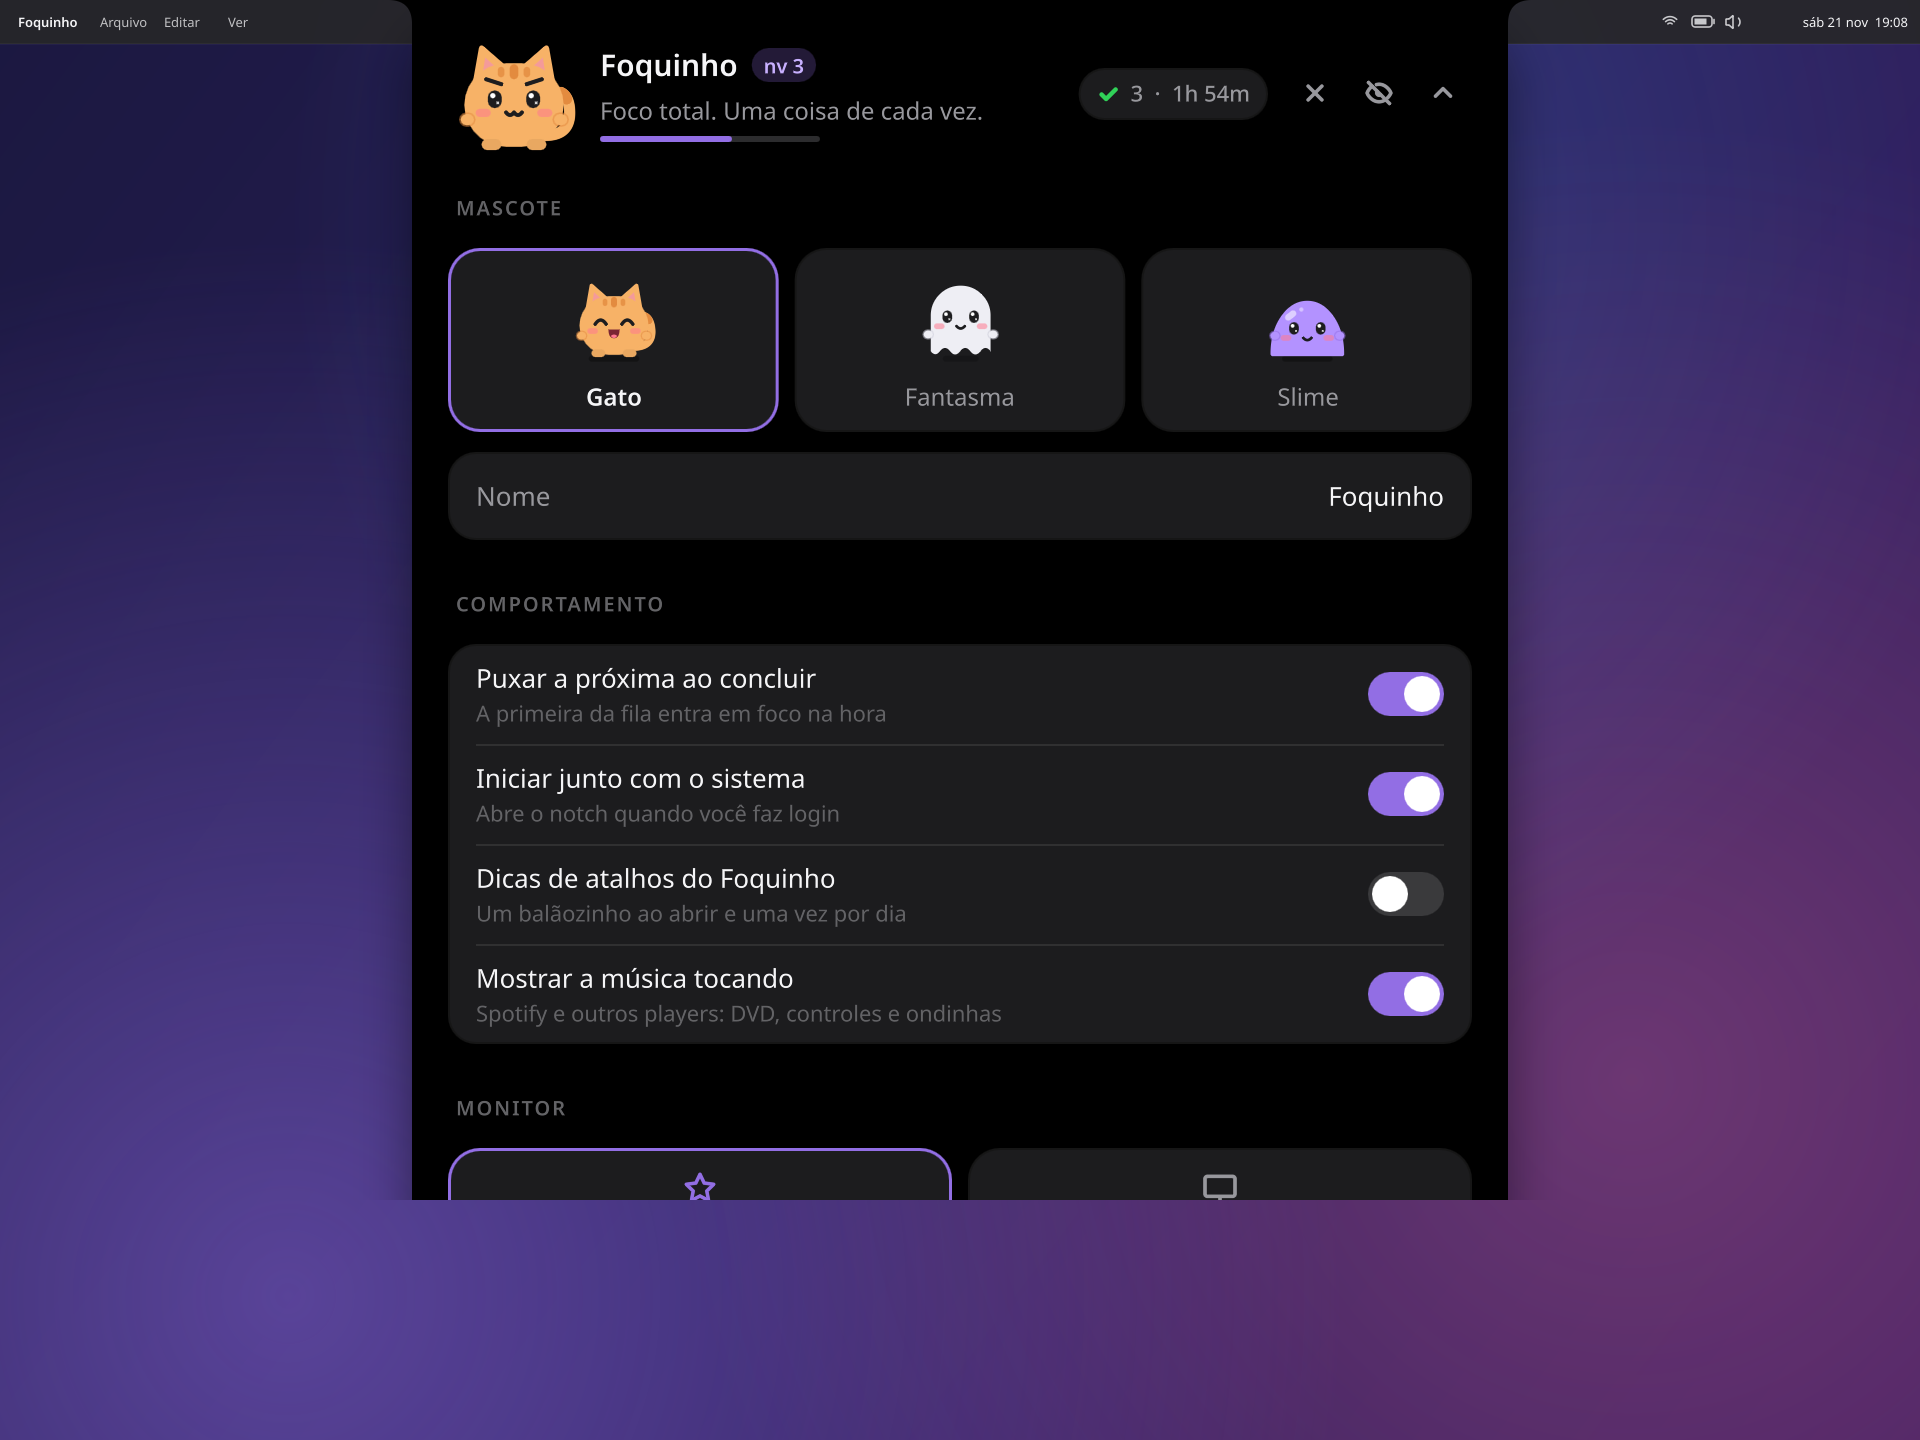 Foquinho Arquivo Editar Ver
sáb 21 nov 19:08
Foquinho nv 3
Foco total. Uma coisa de cada vez.
3 · 1h 54m
MASCOTE
Gato
Fantasma
Slime
Nome
Foquinho
COMPORTAMENTO
Puxar a próxima ao concluir
A primeira da fila entra em foco na hora
Iniciar junto com o sistema
Abre o notch quando você faz login
Dicas de atalhos do Foquinho
Um balãozinho ao abrir e uma vez por dia
Mostrar a música tocando
Spotify e outros players: DVD, controles e ondinhas
MONITOR